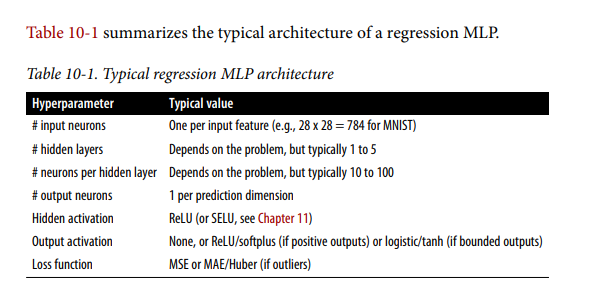 Table 10-1 summarizes the typical architecture of a regression MLP.
Table 10-1. Typical regression MLP architecture
Hyperparameter Typical value
# input neurons One per input feature (e.g., 28 x 28 = 784 for MNIST)
# hidden layers Depends on the problem, but typically 1 to 5
# neurons per hidden layer Depends on the problem, but typically 10 to 100
# output neurons 1 per prediction dimension
Hidden activation ReLU (or SELU, see Chapter 11)
Output activation None, or ReLU/softplus (if positive outputs) or logistic/tanh (if bounded outputs)
Loss function MSE or MAE/Huber (if outliers)